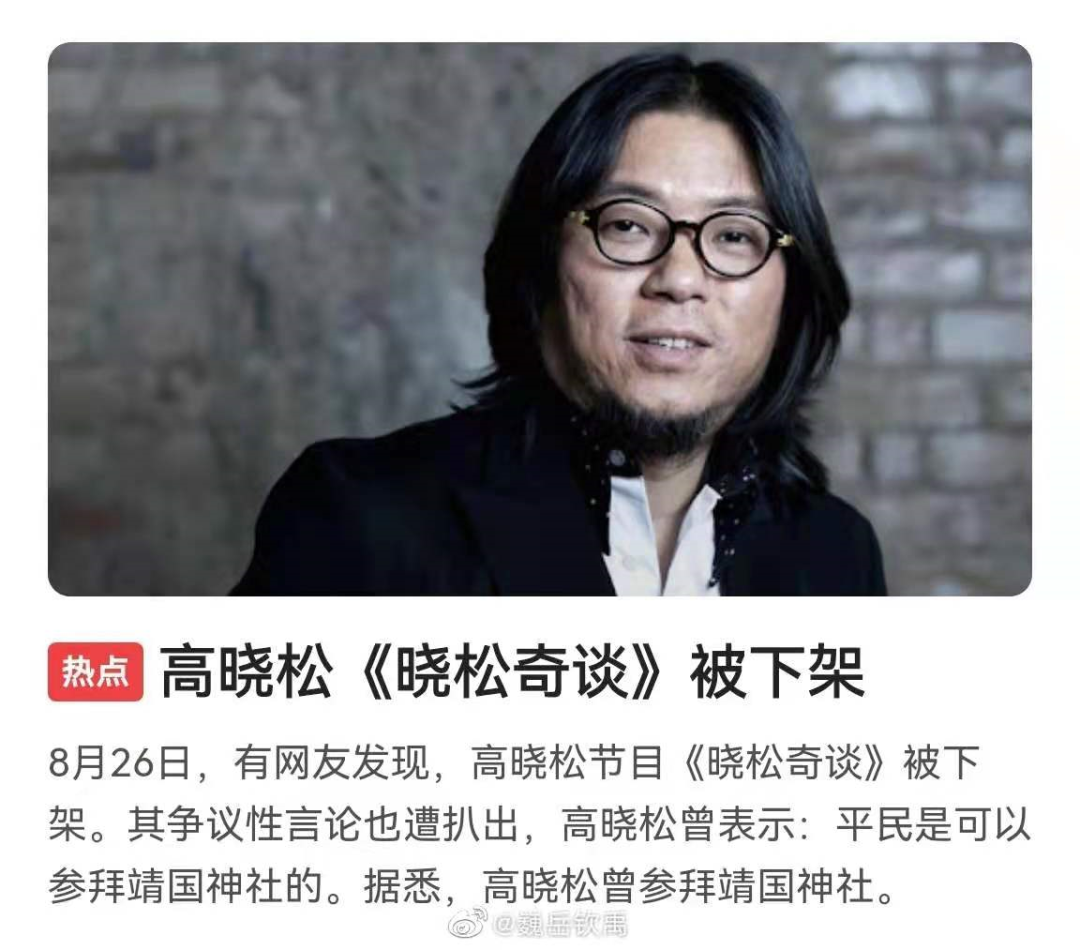 热点 高晓松《晓松奇谈》被下架
8月26日，有网友发现，高晓松节目《晓松奇谈》被下
架。其争议性言论也遭扒出，高晓松曾表示：平民是可以
参拜靖国神社的。据悉，高晓松曾参拜靖国神社。
@魏岳钦禹